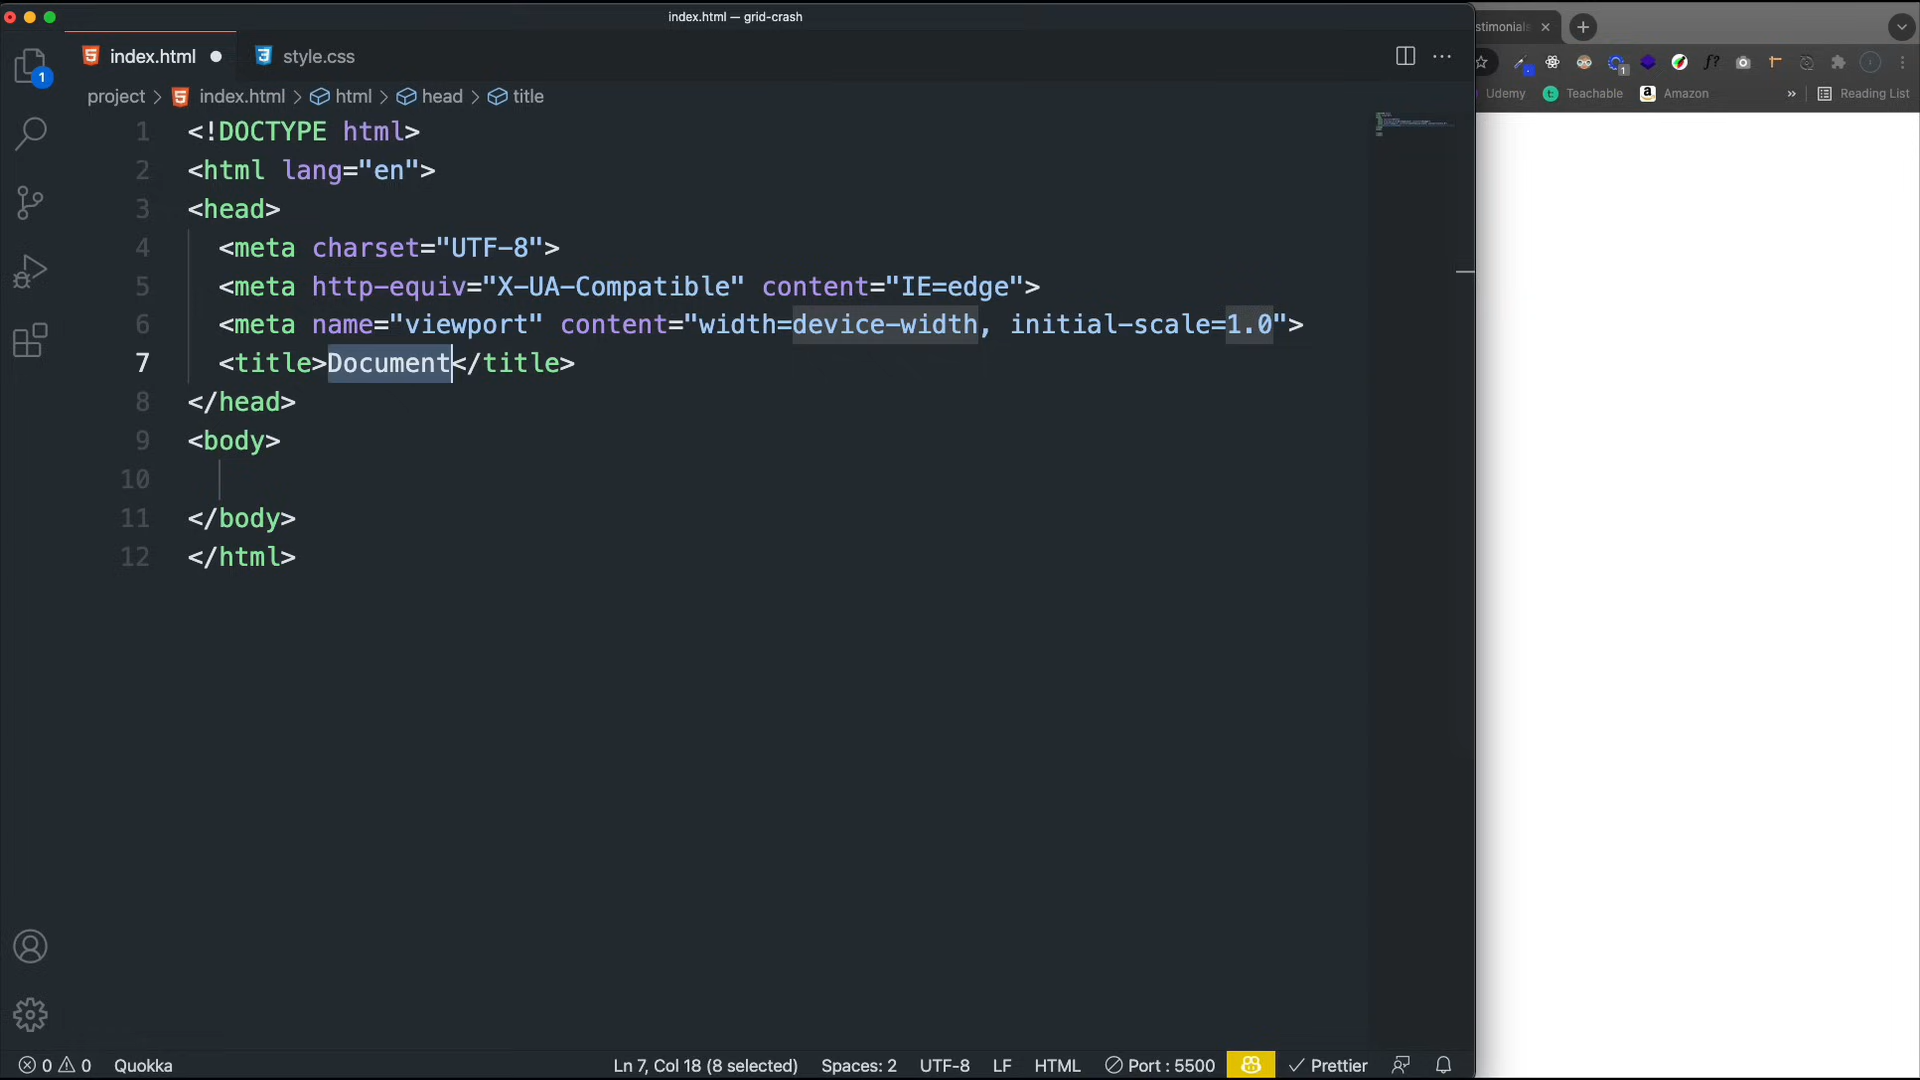 index.html — grid-crash
index.html
style.css
1
project > index.html > html > head > title
1 <!DOCTYPE html>
2 <html lang="en">
3 <head>
4 <meta charset="UTF-8">
5 <meta http-equiv="X-UA-Compatible" content="IE=edge">
6 <meta name="viewport" content="width=device-width, initial-scale=1.0">
7 <title>Document</title>
8 </head>
9 <body>
10
11 </body>
12 </html>
0 0 Quokka Ln 7, Col 18 (8 selected) Spaces: 2 UTF-8 LF HTML Port : 5500 Prettier
stimonials
f? 1
Udemy Teachable Amazon » Reading List